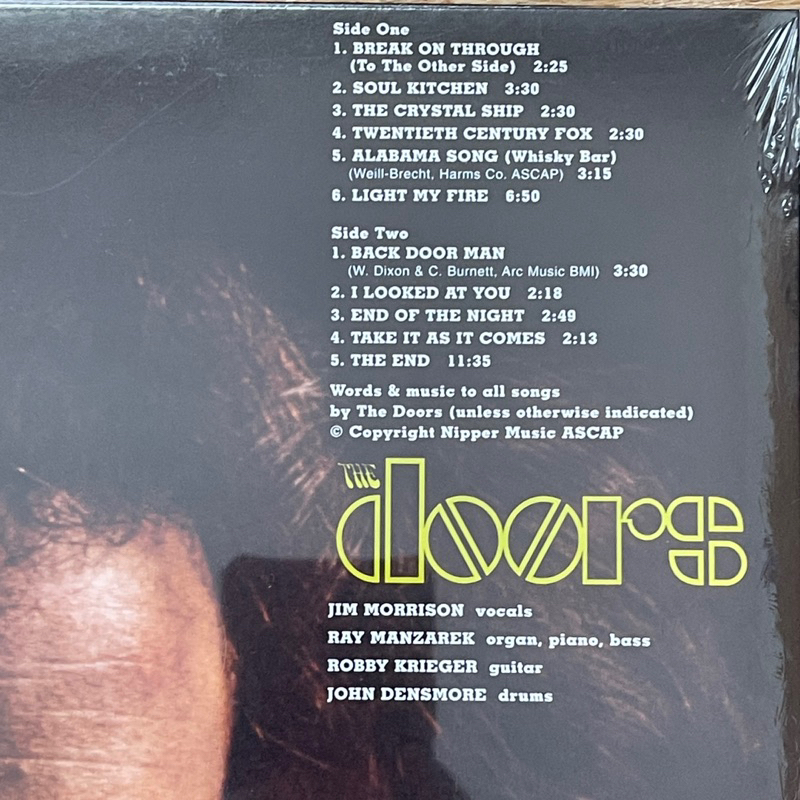 Side One
1. BREAK ON THROUGH
(To The Other Side) 2:25
2. SOUL KITCHEN 3:30
3. THE CRYSTAL SHIP 2:30
4. TWENTIETH CENTURY FOX 2:30
5. ALABAMA SONG (Whisky Bar)
(Weill-Brecht, Harms Co. ASCAP) 3:15
6. LIGHT MY FIRE 6:50
Side Two
1. BACK DOOR MAN
(W. Dixon & C. Burnett, Arc Music BMI) 3:30
2. I LOOKED AT YOU 2:18
3. END OF THE NIGHT 2:49
4. TAKE IT AS IT COMES 2:13
5. THE END 11:35
Words & music to all songs
by The Doors (unless otherwise indicated)
© Copyright Nipper Music ASCAP
THE
doors
JIM MORRISON vocals
RAY MANZAREK organ, piano, bass
ROBBY KRIEGER guitar
JOHN DENSMORE drums